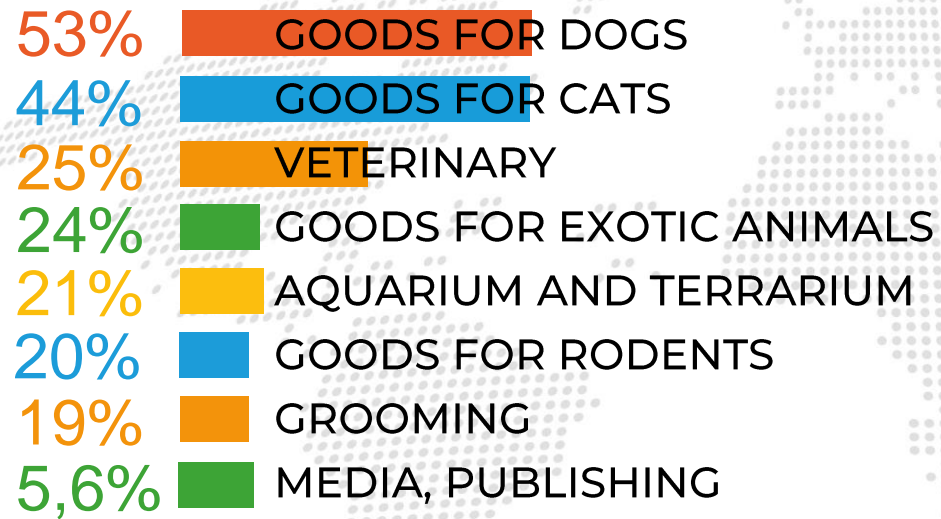 53% GOODS FOR DOGS
44% GOODS FOR CATS
25% VETERINARY
24% GOODS FOR EXOTIC ANIMALS
21% AQUARIUM AND TERRARIUM
20% GOODS FOR RODENTS
19% GROOMING
5,6% MEDIA, PUBLISHING